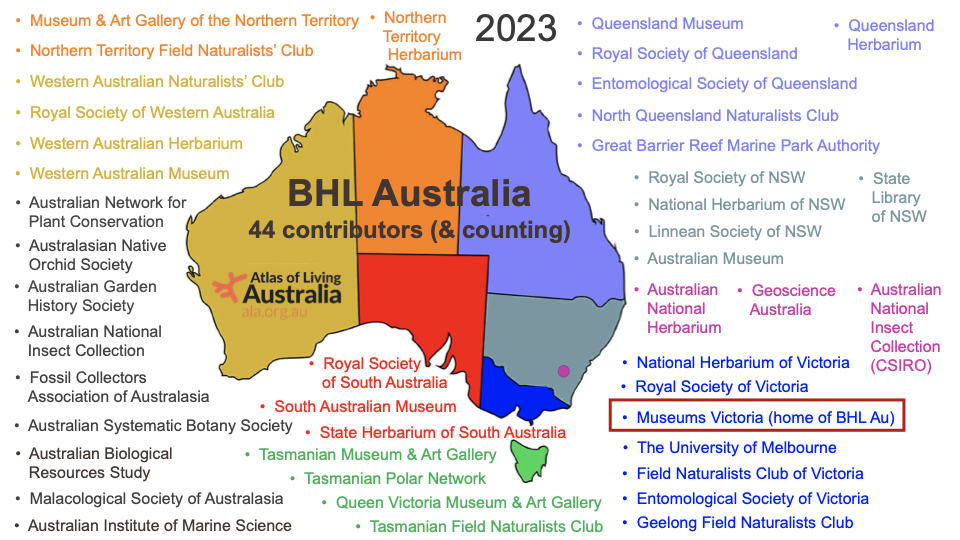 • Museum & Art Gallery of the Northern Territory
• Northern Territory Field Naturalists’ Club
• Northern
Territory
Herbarium
2023
• Western Australian Naturalists’ Club
• Royal Society of Western Australia
• Western Australian Herbarium
• Western Australian Museum
• Queensland Museum
• Royal Society of Queensland
• Entomological Society of Queensland
• North Queensland Naturalists Club
• Great Barrier Reef Marine Park Authority
• Queensland
Herbarium
BHL Australia
44 contributors (& counting)
Atlas of Living
Australia
ala.org.au
• Royal Society of NSW
• National Herbarium of NSW
• Linnean Society of NSW
• Australian Museum
• State
Library
of NSW
• Australian
National
Herbarium
• Geoscience
Australia
• Australian
National
Insect
Collection
(CSIRO)
• Australian Network for
Plant Conservation
• Australasian Native
Orchid Society
• Australian Garden
History Society
• Australian National
Insect Collection
• Fossil Collectors
Association of Australasia
• Australian Systematic Botany Society
• Australian Biological
Resources Study
• Malacological Society of Australasia
• Australian Institute of Marine Science
• Royal Society
of South Australia
• South Australian Museum
• State Herbarium of South Australia
• Tasmanian Museum & Art Gallery
• Tasmanian Polar Network
• Queen Victoria Museum & Art Gallery
• Tasmanian Field Naturalists Club
• National Herbarium of Victoria
• Royal Society of Victoria
• Museums Victoria (home of BHL Au)
• The University of Melbourne
• Field Naturalists Club of Victoria
• Entomological Society of Victoria
• Geelong Field Naturalists Club